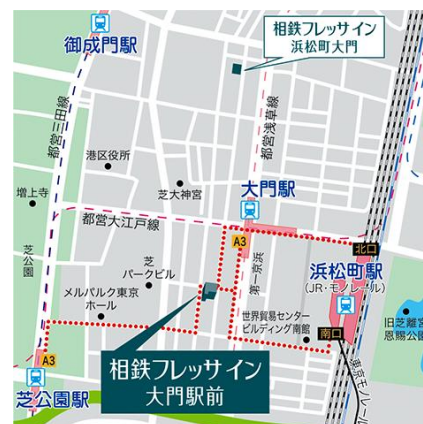 相鉄フレッサイン
浜松町大門
御成門駅
都営三田線
都営浅草線
港区役所
増上寺
芝大神宮
大門駅
都営大江戸線
芝公園
A3
北口
芝
パークビル
第一京浜
浜松町駅
(JR・モノレール)
メルパルク東京
ホール
世界貿易センター
ビルディング南館
旧芝離宮
恩賜公園
南口
A3
相鉄フレッサイン
大門駅前
東京モノレール
芝公園駅